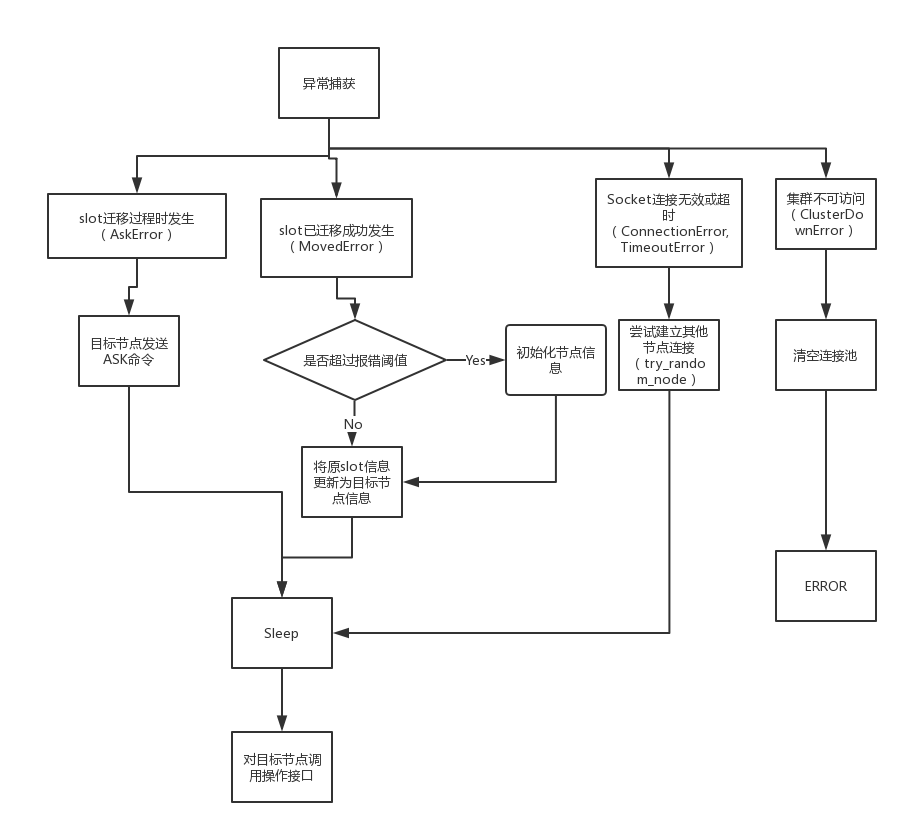 异常捕获
slot迁移过程时发生
（AskError）
slot已迁移成功发生
（MovedError）
Socket连接无效或超
时
（ConnectionError,
TimeoutError）
集群不可访问
（ClusterDo
wnError）
目标节点发送
ASK命令
是否超过报错阈值
Yes
初始化节点信
息
尝试建立其他
节点连接
（try_rando
m_node）
清空连接池
No
将原slot信息
更新为目标节
点信息
ERROR
Sleep
对目标节点调
用操作接口